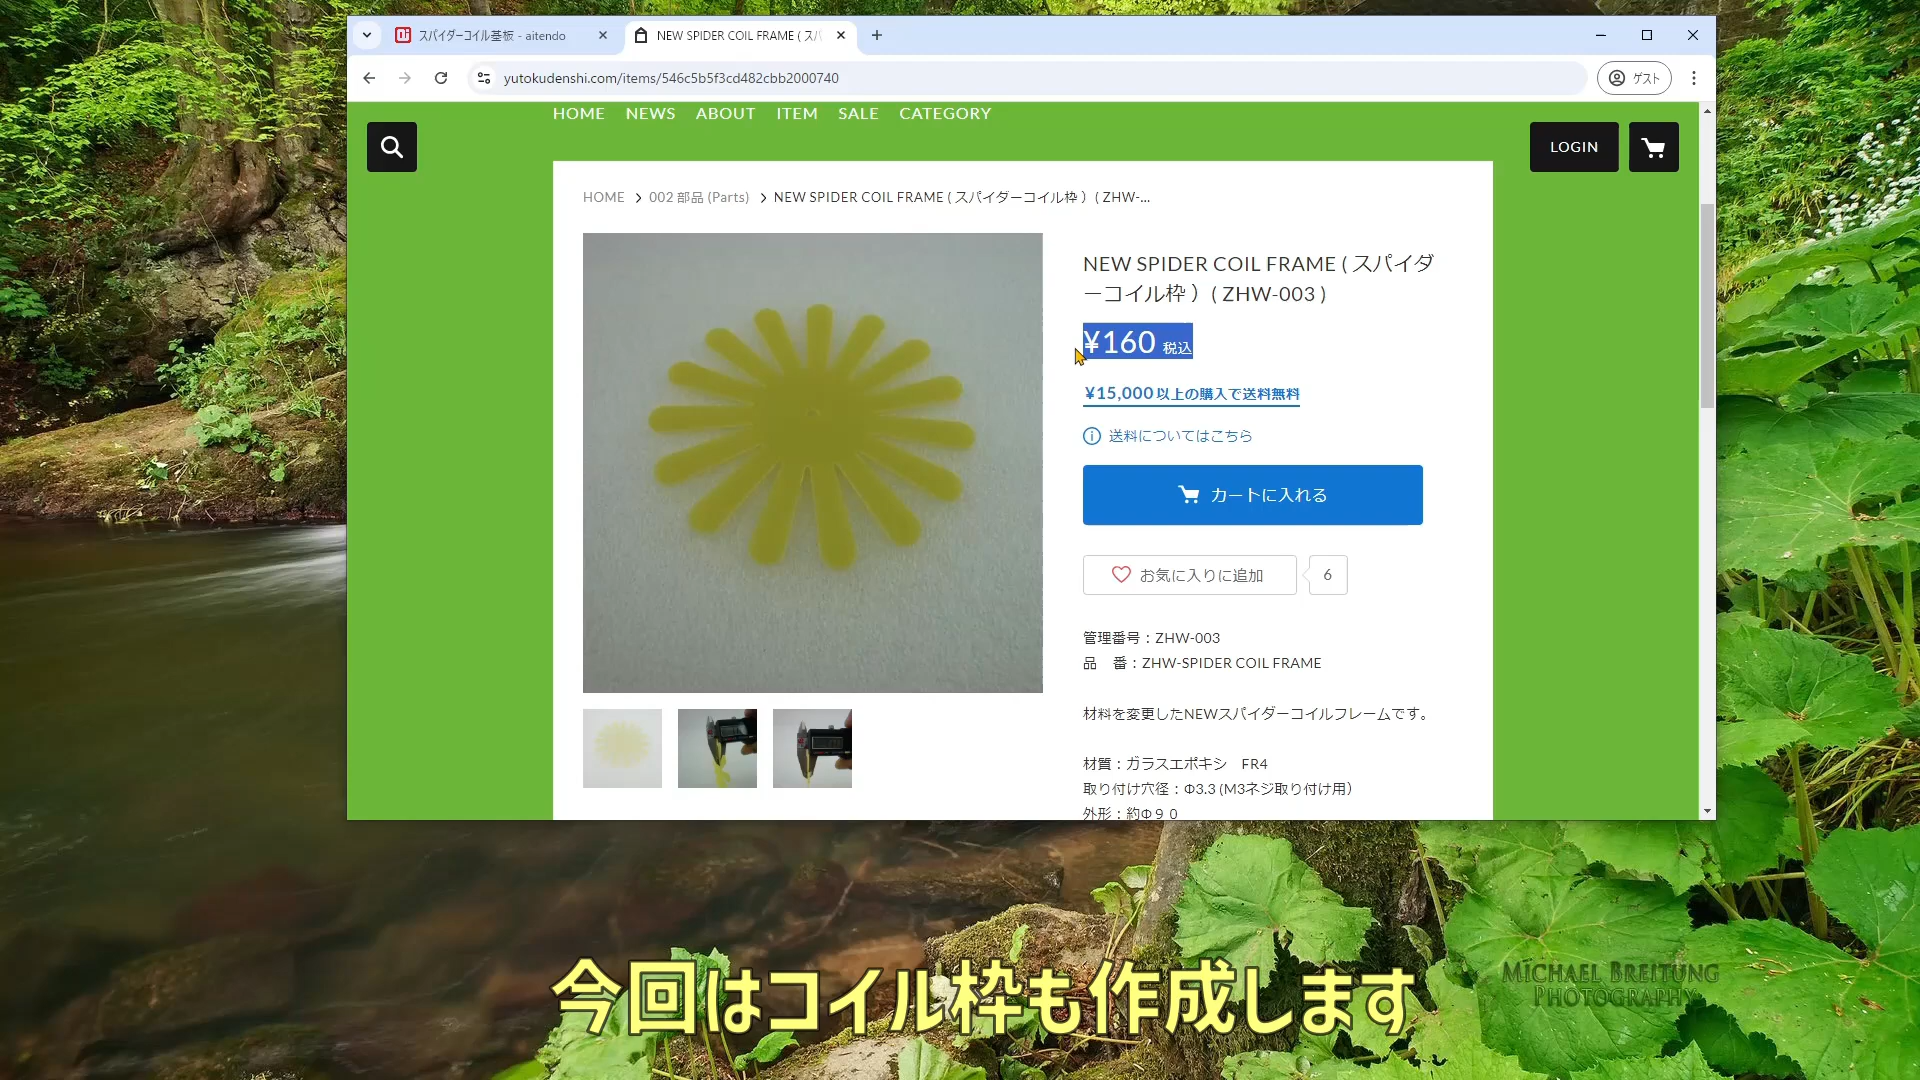 スパイダーコイル基板 - aitendo
NEW SPIDER COIL FRAME ( スパ
yutokudenshi.com/items/546c5b5f3cd482cbb2000740
ゲスト
HOME NEWS ABOUT ITEM SALE CATEGORY
LOGIN
HOME 002 部品 (Parts) NEW SPIDER COIL FRAME ( スパイダーコイル枠 ） ( ZHW-...
NEW SPIDER COIL FRAME ( スパイダ
ーコイル枠 ） ( ZHW-003 )
¥160 税込
¥15,000 以上の購入で送料無料
送料についてはこちら
カートに入れる
お気に入りに追加 6
管理番号：ZHW-003
品　番：ZHW-SPIDER COIL FRAME
材料を変更したNEWスパイダーコイルフレームです。
材質：ガラスエポキシ　FR4
取り付け穴径：Φ3.3 (M3ネジ取り付け用）
外形：約Φ９０
今回はコイル枠も作成します
MICHAEL BREITUNG
PHOTOGRAPHY